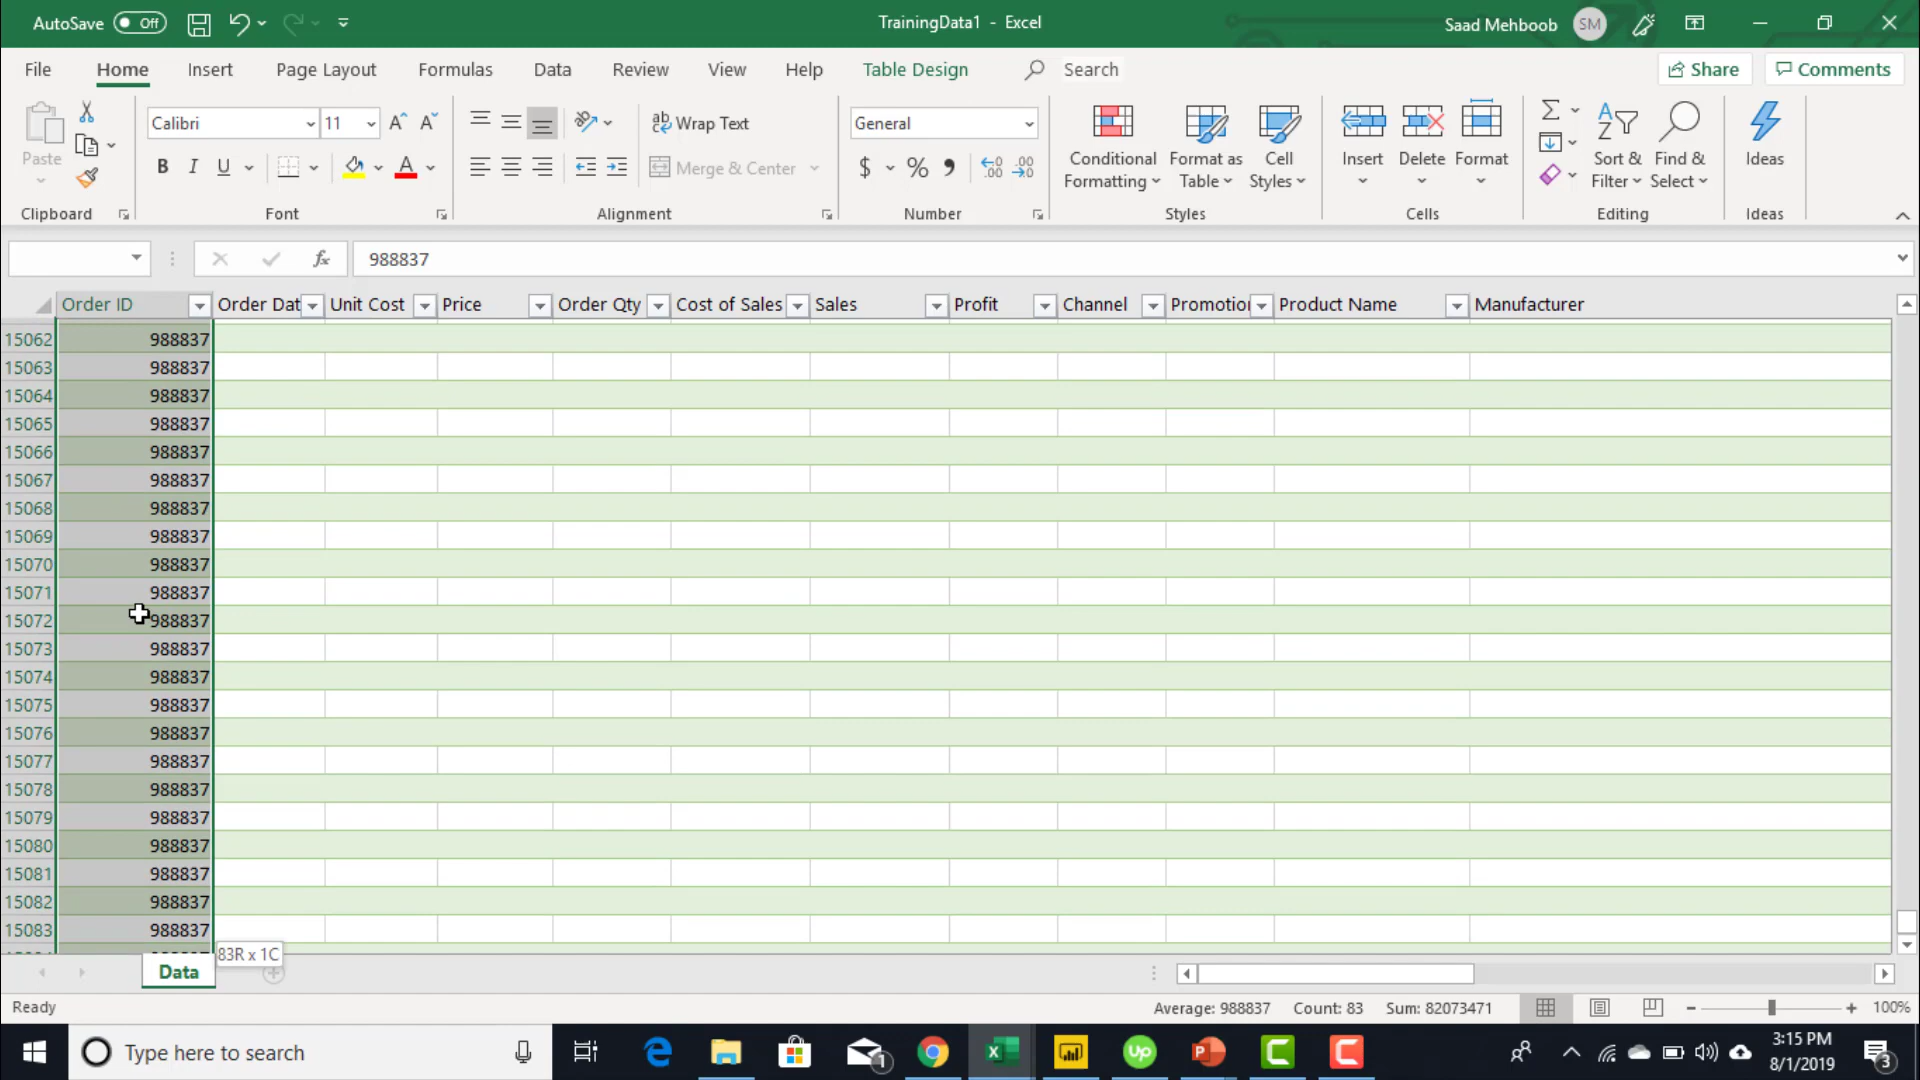 AutoSave Off TrainingData1 - Excel Saad Mehboob SM
File Home Insert Page Layout Formulas Data Review View Help Table Design Search Share Comments
Paste
Calibri 11
B I U A
Wrap Text
Merge & Center
General
$ % 9
Conditional Formatting
Format as Table
Cell Styles
Insert Delete Format
Sort & Filter
Find & Select
Ideas
Clipboard Font Alignment Number Styles Cells Editing Ideas
fx 988837
Order ID Order Dat Unit Cost Price Order Qty Cost of Sales Sales Profit Channel Promotio Product Name Manufacturer
15062 988837
15063 988837
15064 988837
15065 988837
15066 988837
15067 988837
15068 988837
15069 988837
15070 988837
15071 988837
15072 988837
15073 988837
15074 988837
15075 988837
15076 988837
15077 988837
15078 988837
15079 988837
15080 988837
15081 988837
15082 988837
15083 988837
83R x 1C
Data
Ready Average: 988837 Count: 83 Sum: 82073471 100%
Type here to search
3:15 PM
8/1/2019